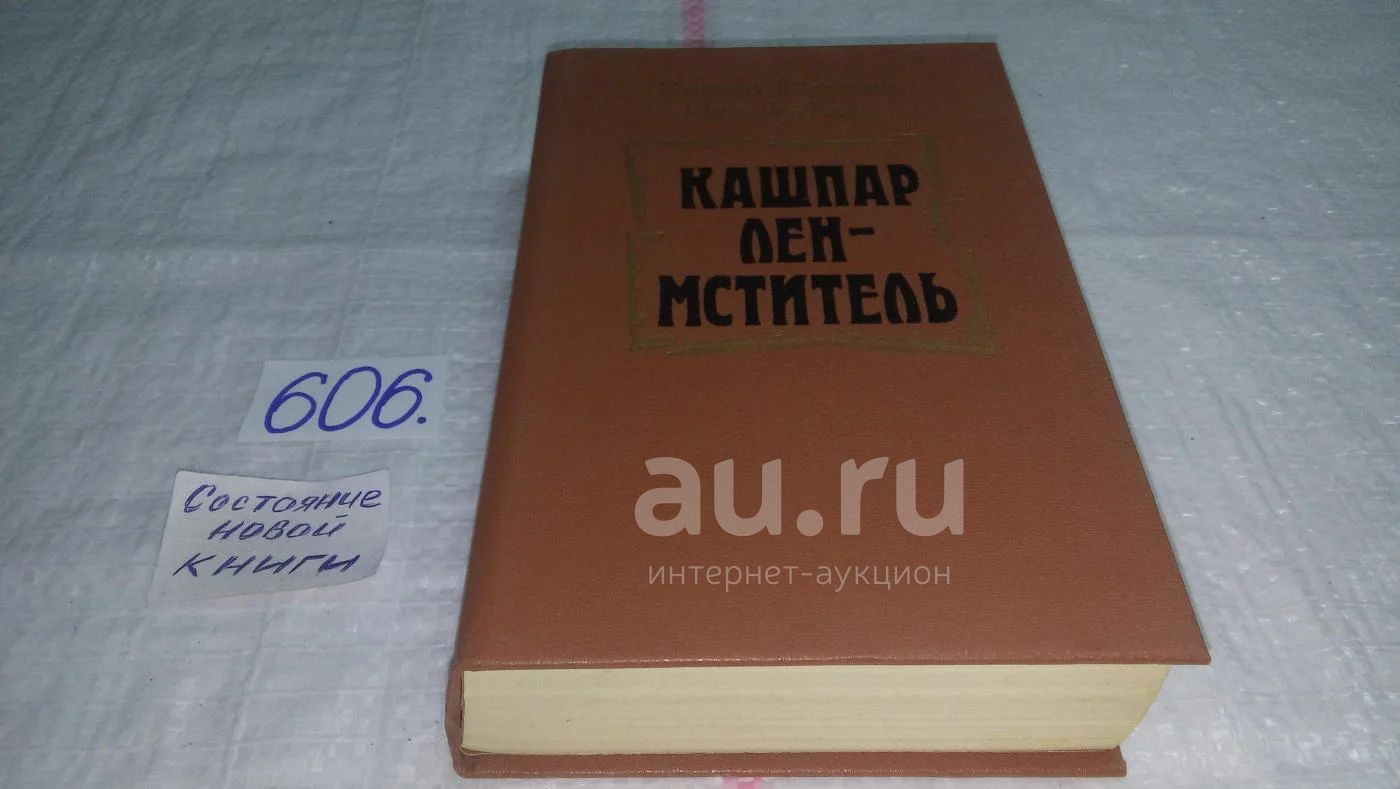 КАШПАР
ЛЕН-
МСТИТЕЛЬ
606.
Состояние
новой
книги
au.ru
интернет-аукцион